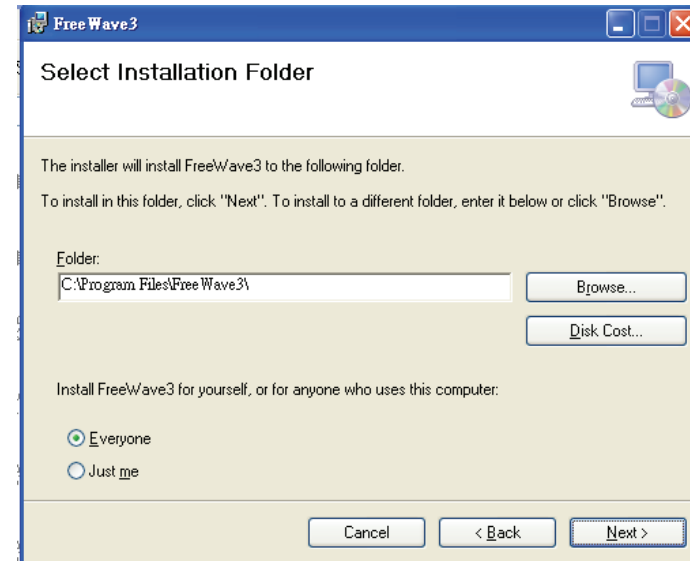 FreeWave3
Select Installation Folder
The installer will install FreeWave3 to the following folder.
To install in this folder, click "Next". To install to a different folder, enter it below or click "Browse".
Folder:
C:\Program Files\FreeWave3\
Browse...
Disk Cost...
Install FreeWave3 for yourself, or for anyone who uses this computer:
Everyone
Just me
Cancel
< Back
Next >